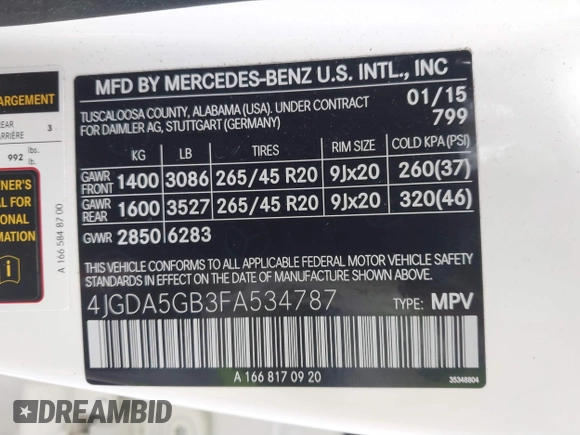 ARGEMENT
REAR
ARRIÈRE 3
992 lbs.
lb.
NER'S
AL FOR
ONAL
MATION
A 166 584 87 00
MFD BY MERCEDES-BENZ U.S. INTL., INC
TUSCALOOSA COUNTY, ALABAMA (USA). UNDER CONTRACT
FOR DAIMLER AG, STUTTGART (GERMANY)
01/15
799
KG LB TIRES RIM SIZE COLD KPA (PSI)
GAWR
FRONT 1400 3086 265/45 R20 9Jx20 260(37)
GAWR
REAR 1600 3527 265/45 R20 9Jx20 320(46)
GVWR 2850 6283
THIS VEHICLE CONFORMS TO ALL APPLICABLE FEDERAL MOTOR VEHICLE SAFETY
STANDARDS IN EFFECT ON THE DATE OF MANUFACTURE SHOWN ABOVE.
4JGDA5GB3FA534787 TYPE: MPV
A 166 817 09 20
35348804
DREAMBID